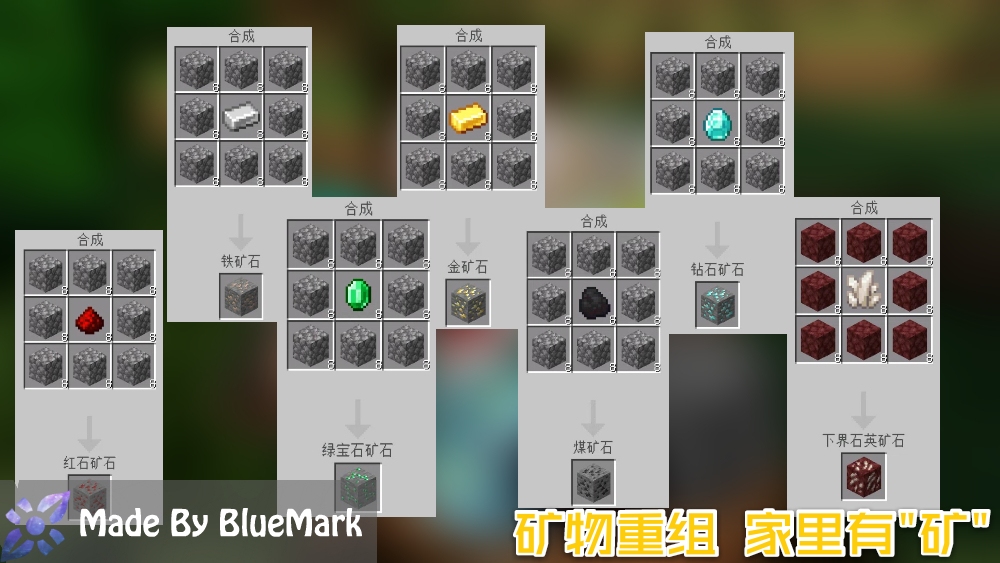 合成
合成
合成
合成
合成
合成
合成
铁矿石
金矿石
钻石矿石
红石矿石
绿宝石矿石
煤矿石
下界石英矿石
Made By BlueMark
矿物重组 家里有"矿"